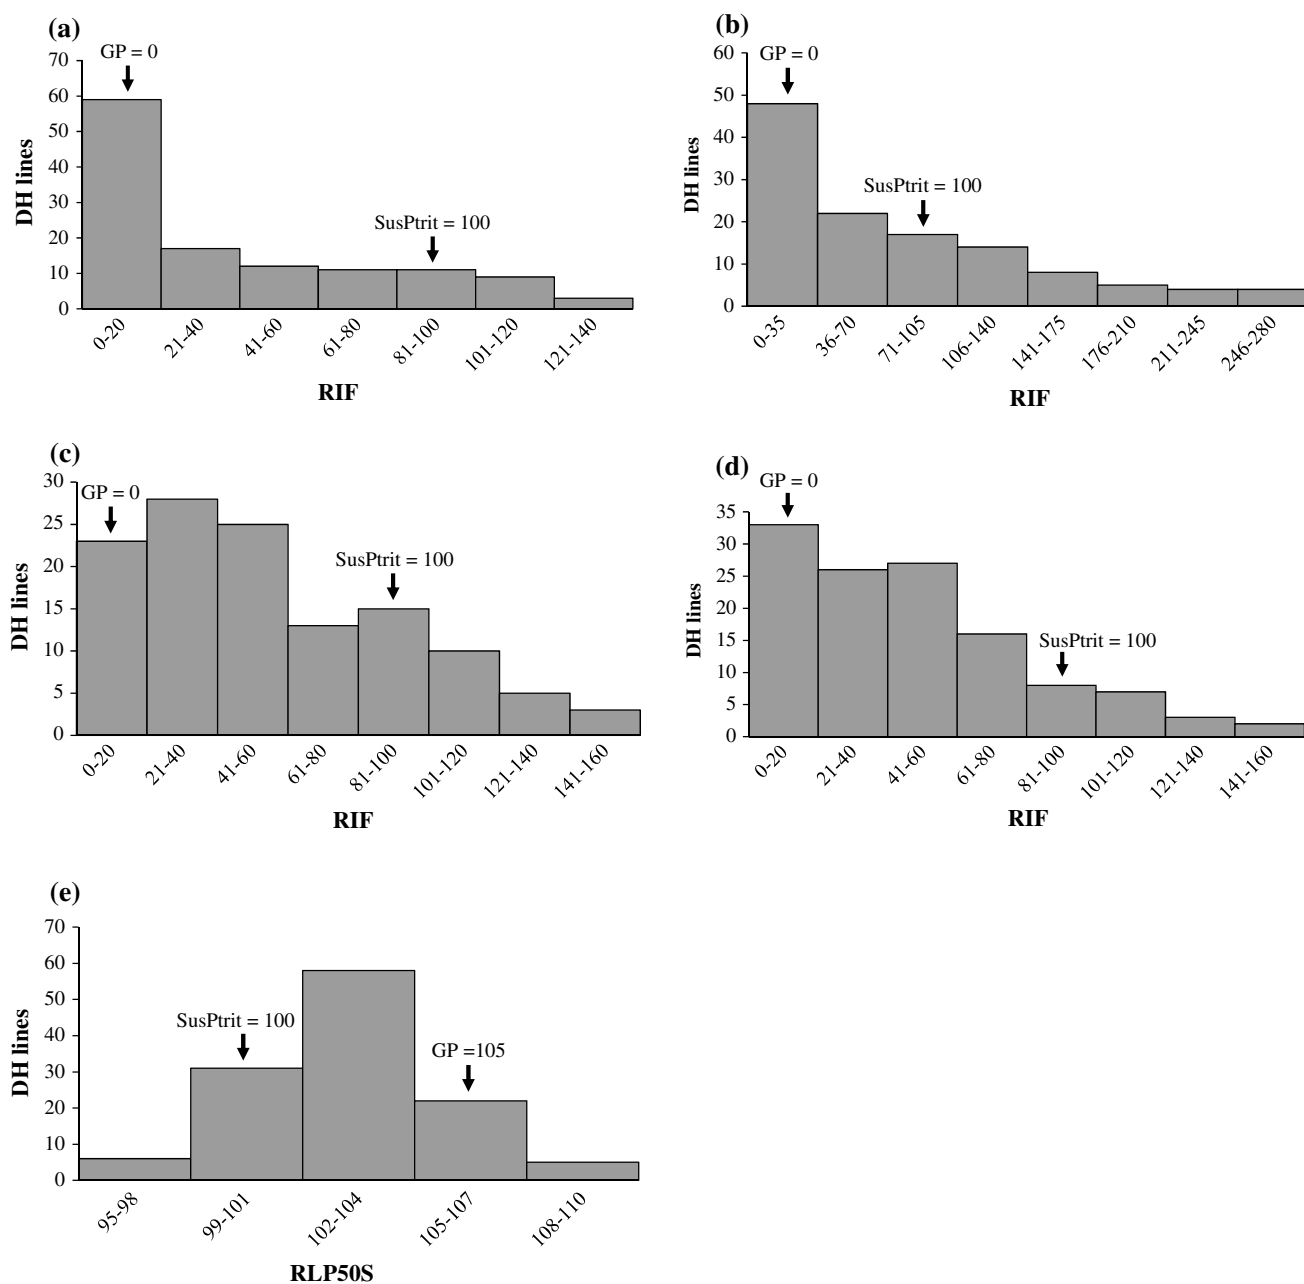 (a)
GP = 0
70
60
50
40
30
20
10
0
DH lines
SusPtrit = 100
0-20
21-40
41-60
61-80
81-100
101-120
121-140
RIF
(b)
GP = 0
60
50
40
30
20
10
0
DH lines
SusPtrit = 100
0-35
36-70
71-105
106-140
141-175
176-210
211-245
246-280
RIF
(c)
GP = 0
30
25
20
15
10
5
0
DH lines
SusPtrit = 100
0-20
21-40
41-60
61-80
81-100
101-120
121-140
141-160
RIF
(d)
GP = 0
35
30
25
20
15
10
5
0
DH lines
SusPtrit = 100
0-20
21-40
41-60
61-80
81-100
101-120
121-140
141-160
RIF
(e)
70
60
50
40
30
20
10
0
DH lines
SusPtrit = 100
GP =105
95-98
99-101
102-104
105-107
108-110
RLP50S